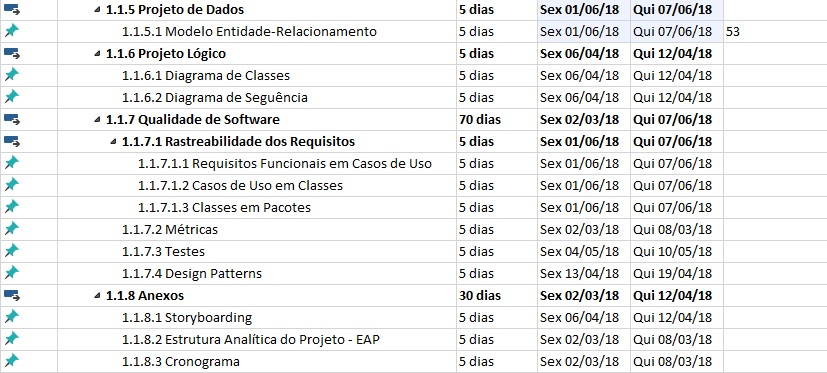 1.1.5 Projeto de Dados 5 dias Sex 01/06/18 Qui 07/06/18
1.1.5.1 Modelo Entidade-Relacionamento 5 dias Sex 01/06/18 Qui 07/06/18 53
1.1.6 Projeto Lógico 5 dias Sex 06/04/18 Qui 12/04/18
1.1.6.1 Diagrama de Classes 5 dias Sex 06/04/18 Qui 12/04/18
1.1.6.2 Diagrama de Seguência 5 dias Sex 06/04/18 Qui 12/04/18
1.1.7 Qualidade de Software 70 dias Sex 02/03/18 Qui 07/06/18
1.1.7.1 Rastreabilidade dos Requisitos 5 dias Sex 01/06/18 Qui 07/06/18
1.1.7.1.1 Requisitos Funcionais em Casos de Uso 5 dias Sex 01/06/18 Qui 07/06/18
1.1.7.1.2 Casos de Uso em Classes 5 dias Sex 01/06/18 Qui 07/06/18
1.1.7.1.3 Classes em Pacotes 5 dias Sex 01/06/18 Qui 07/06/18
1.1.7.2 Métricas 5 dias Sex 02/03/18 Qui 08/03/18
1.1.7.3 Testes 5 dias Sex 04/05/18 Qui 10/05/18
1.1.7.4 Design Patterns 5 dias Sex 13/04/18 Qui 19/04/18
1.1.8 Anexos 30 dias Sex 02/03/18 Qui 12/04/18
1.1.8.1 Storyboarding 5 dias Sex 06/04/18 Qui 12/04/18
1.1.8.2 Estrutura Analítica do Projeto - EAP 5 dias Sex 02/03/18 Qui 08/03/18
1.1.8.3 Cronograma 5 dias Sex 02/03/18 Qui 08/03/18